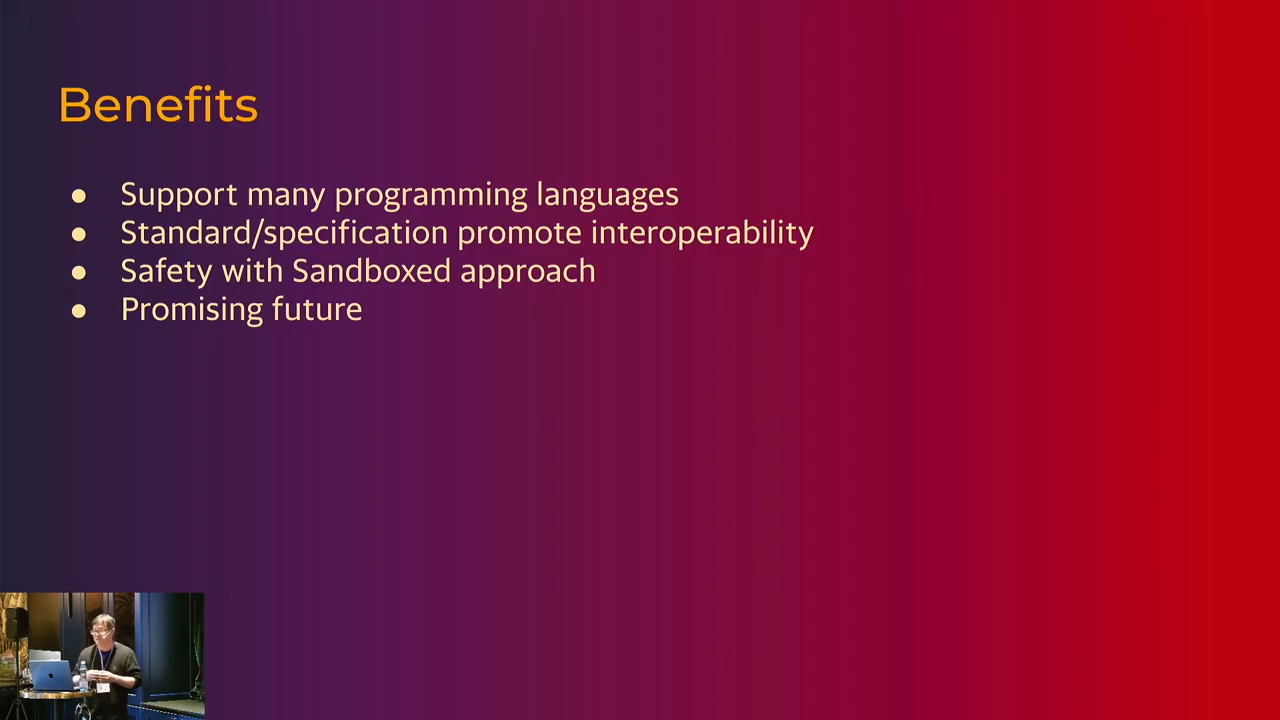 Benefits
● Support many programming languages
● Standard/specification promote interoperability
● Safety with Sandboxed approach
● Promising future